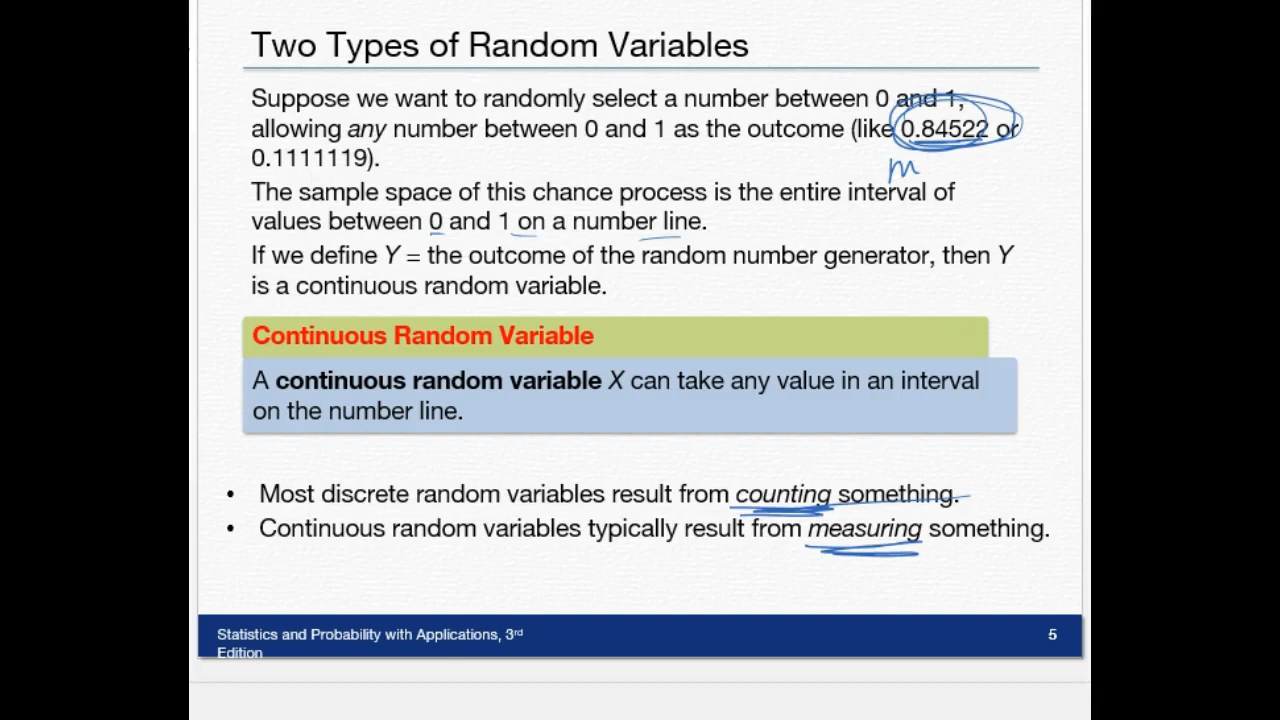 Two Types of Random Variables
Suppose we want to randomly select a number between 0 and 1,
allowing any number between 0 and 1 as the outcome (like 0.84522 or
0.1111119).
m
The sample space of this chance process is the entire interval of
values between 0 and 1 on a number line.
If we define Y = the outcome of the random number generator, then Y
is a continuous random variable.
Continuous Random Variable
A continuous random variable X can take any value in an interval
on the number line.
• Most discrete random variables result from counting something.
• Continuous random variables typically result from measuring something.
Statistics and Probability with Applications, 3rd
Edition
5